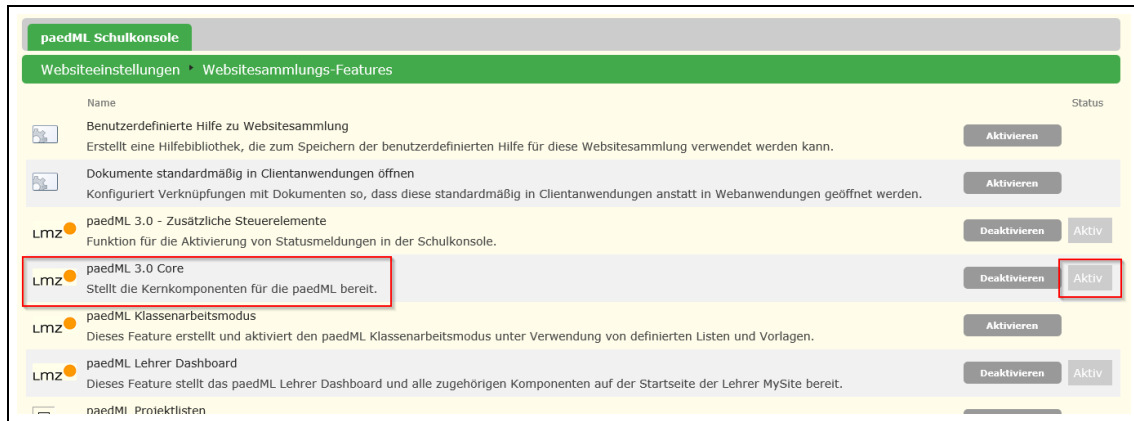 paedML Schulkonsole
Websiteeinstellungen Websitesammlungs-Features
Name Status
Benutzerdefinierte Hilfe zu Websitesammlung
Erstellt eine Hilfebibliothek, die zum Speichern der benutzerdefinierten Hilfe für diese Websitesammlung verwendet werden kann.
Aktivieren
Dokumente standardmäßig in Clientanwendungen öffnen
Konfiguriert Verknüpfungen mit Dokumenten so, dass diese standardmäßig in Clientanwendungen anstatt in Webanwendungen geöffnet werden.
Aktivieren
LMZ
paedML 3.0 - Zusätzliche Steuerelemente
Funktion für die Aktivierung von Statusmeldungen in der Schulkonsole.
Deaktivieren Aktiv
LMZ
paedML 3.0 Core
Stellt die Kernkomponenten für die paedML bereit.
Deaktivieren Aktiv
LMZ
paedML Klassenarbeitsmodus
Dieses Feature erstellt und aktiviert den paedML Klassenarbeitsmodus unter Verwendung von definierten Listen und Vorlagen.
Aktivieren
LMZ
paedML Lehrer Dashboard
Dieses Feature stellt das paedML Lehrer Dashboard und alle zugehörigen Komponenten auf der Startseite der Lehrer MySite bereit.
Deaktivieren Aktiv
paedML Projektlisten